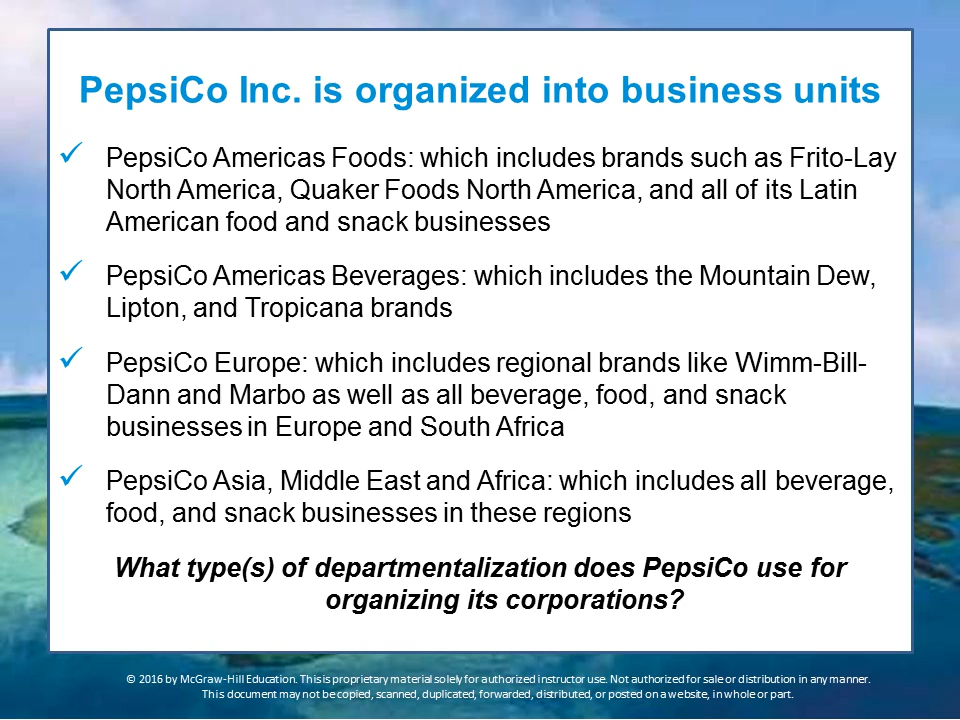 PepsiCo Inc. is organized into business units
✓ PepsiCo Americas Foods: which includes brands such as Frito-Lay
North America, Quaker Foods North America, and all of its Latin
American food and snack businesses
✓ PepsiCo Americas Beverages: which includes the Mountain Dew,
Lipton, and Tropicana brands
✓ PepsiCo Europe: which includes regional brands like Wimm-Bill-
Dann and Marbo as well as all beverage, food, and snack
businesses in Europe and South Africa
✓ PepsiCo Asia, Middle East and Africa: which includes all beverage,
food, and snack businesses in these regions
What type(s) of departmentalization does PepsiCo use for
organizing its corporations?
© 2016 by McGraw-Hill Education. This is proprietary material solely for authorized instructor use. Not authorized for sale or distribution in any manner.
This document may not be copied, scanned, duplicated, forwarded, distributed, or posted on a website, in whole or part.